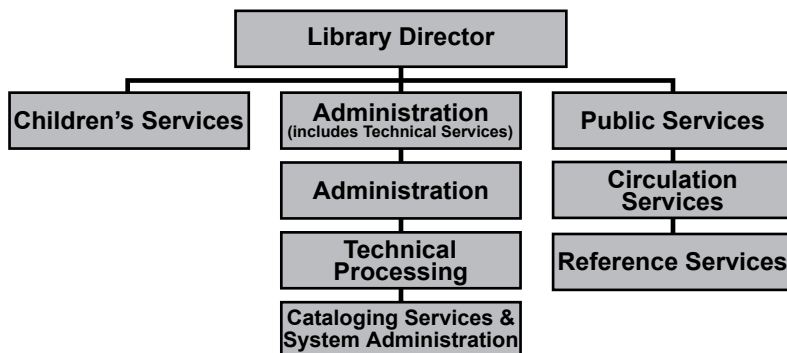 Library Director
Children’s Services
Administration
(includes Technical Services)
Administration
Technical
Processing
Cataloging Services &
System Administration
Public Services
Circulation
Services
Reference Services